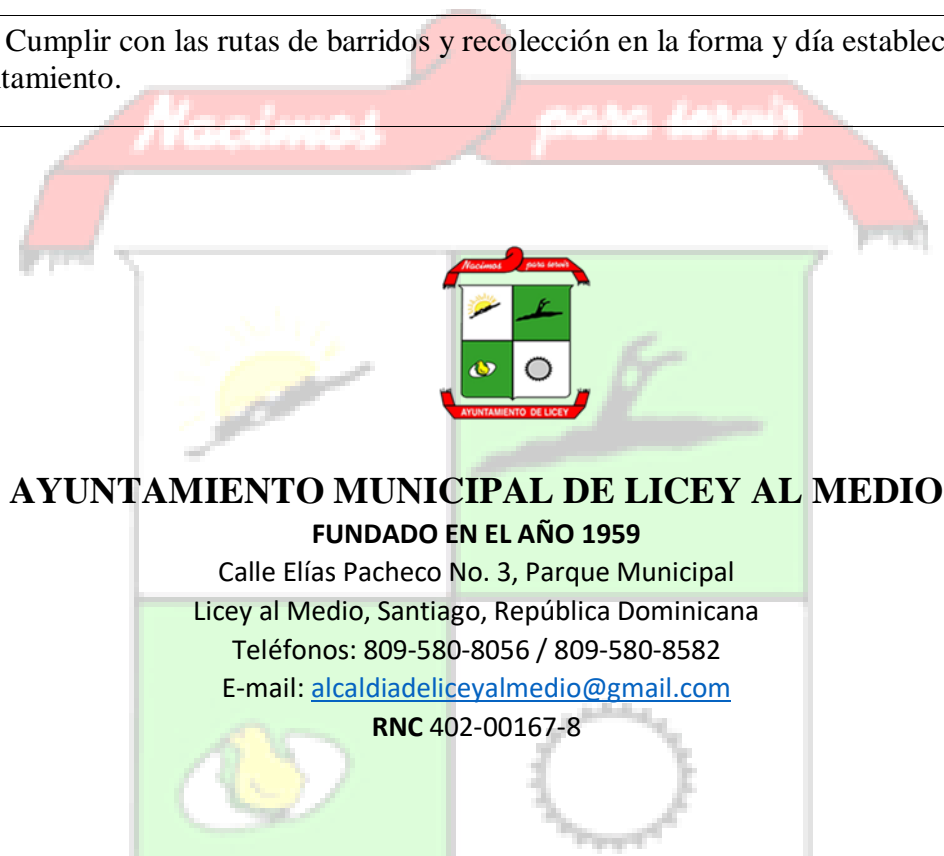 Cumplir con las rutas de barridos y recolección en la forma y día establec
tamiento.
Nacimos para servir
Nacimos para servir
AYUNTAMIENTO DE LICEY
AYUNTAMIENTO MUNICIPAL DE LICEY AL MEDIO
FUNDADO EN EL AÑO 1959
Calle Elías Pacheco No. 3, Parque Municipal
Licey al Medio, Santiago, República Dominicana
Teléfonos: 809-580-8056 / 809-580-8582
E-mail: alcaldiadeliceyalmedio@gmail.com
RNC 402-00167-8